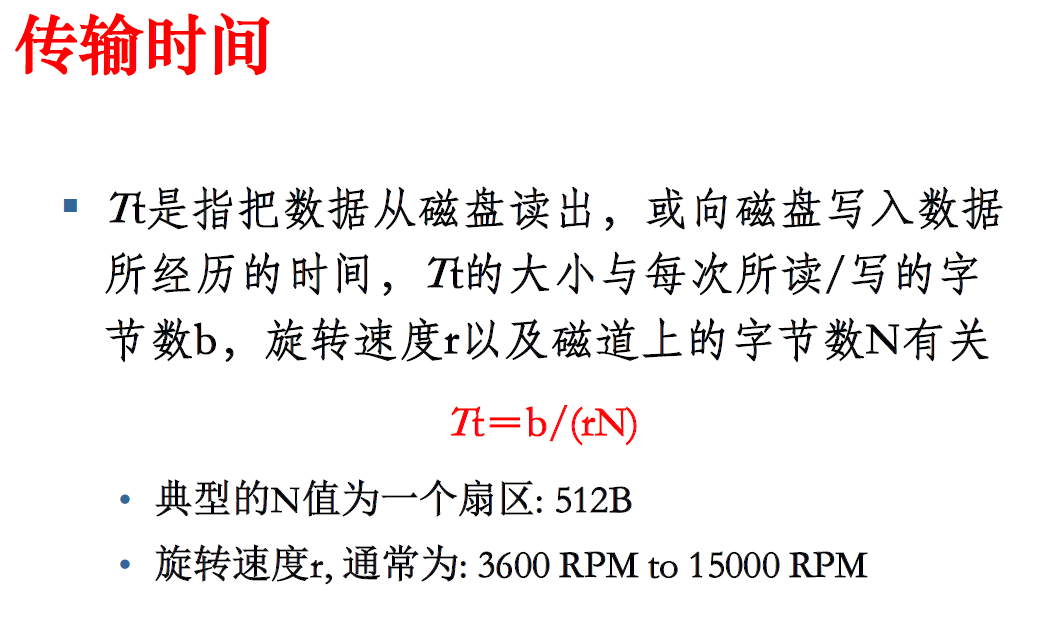 传输时间
Tt是指把数据从磁盘读出，或向磁盘写入数据
所经历的时间，Tt的大小与每次所读/写的字
节数b，旋转速度r以及磁道上的字节数N有关
Tt＝b/(rN)
典型的N值为一个扇区: 512B
旋转速度r, 通常为: 3600 RPM to 15000 RPM